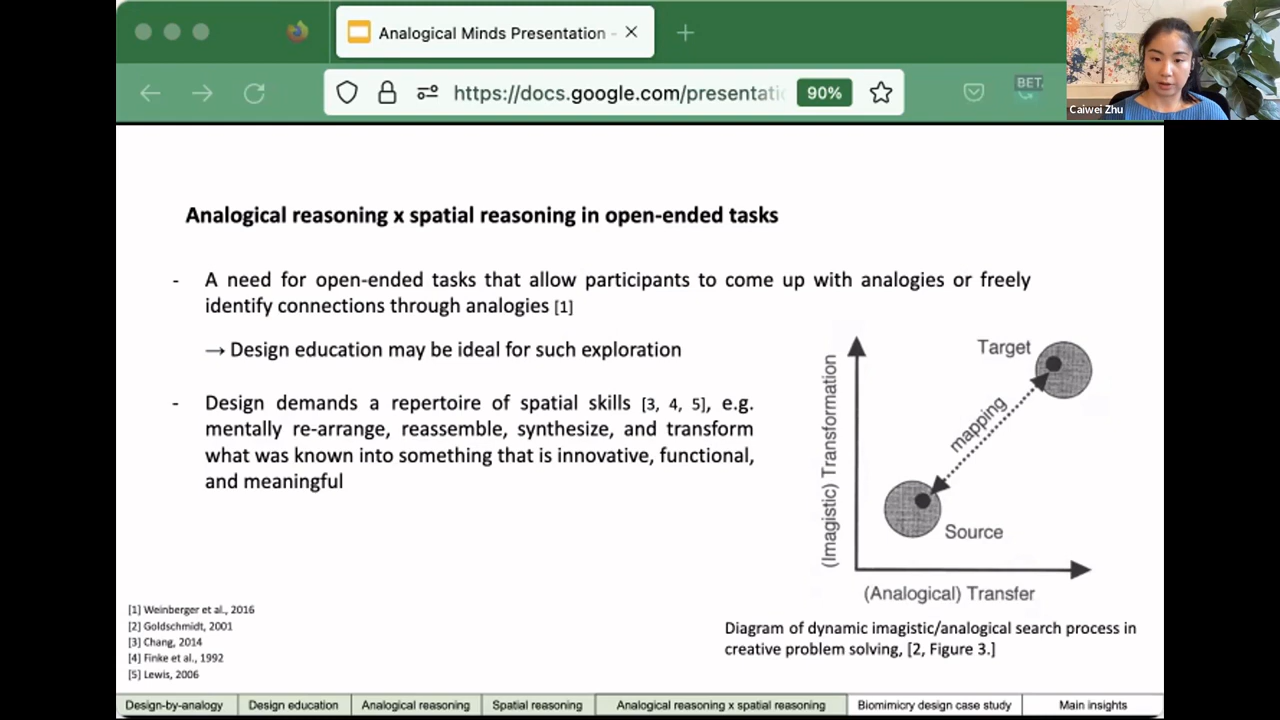 Analogical Minds Presentation -
https://docs.google.com/presentati
90%
BET
Caiwei Zhu
Analogical reasoning x spatial reasoning in open-ended tasks
- A need for open-ended tasks that allow participants to come up with analogies or freely
identify connections through analogies [1]
→ Design education may be ideal for such exploration
- Design demands a repertoire of spatial skills [3, 4, 5], e.g.
mentally re-arrange, reassemble, synthesize, and transform
what was known into something that is innovative, functional,
and meaningful
(Imagistic) Transformation
Target
mapping
Source
(Analogical) Transfer
Diagram of dynamic imagistic/analogical search process in
creative problem solving, [2, Figure 3.]
[1] Weinberger et al., 2016
[2] Goldschmidt, 2001
[3] Chang, 2014
[4] Finke et al., 1992
[5] Lewis, 2006
Design-by-analogy Design education Analogical reasoning Spatial reasoning Analogical reasoning x spatial reasoning Biomimicry design case study Main insights